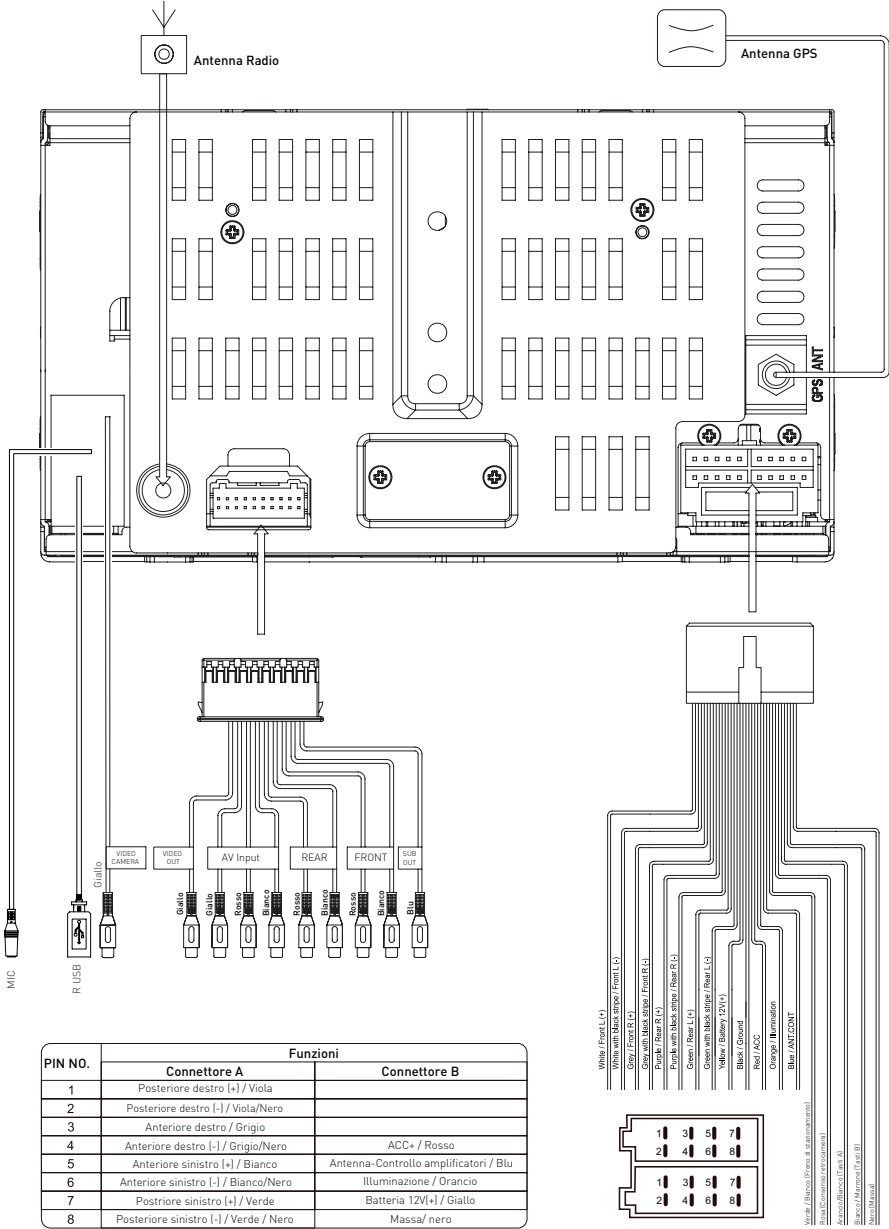 Antenna Radio
Antenna GPS
GPS ANT
Giallo
VIDEO CAMERA
VIDEO OUT
AV Input
REAR
FRONT
SUB OUT
Giallo
Giallo
Rosso
Bianco
Rosso
Bianco
Rosso
Bianco
Blu
MIC
R USB
White / Front L (+)
White with black stripe / Front L (-)
Grey / Front R (+)
Grey with black stripe / Front R (-)
Purple / Rear R (+)
Purple with black stripe / Rear R (-)
Green / Rear L (+)
Green with black stripe / Rear L (-)
Yellow / Battery 12V(+)
Black / Ground
Red / ACC
Orange / Illumination
Blue / ANT.CONT
Verde / Bianco (Freno di stazionamento)
Rosa (Consenso retrocamera)
Arancio/Bianco (Tasti A)
Bianco / Marrone (Tasti B)
Nero (Massa)
PIN NO. Funzioni
Connettore A Connettore B
1 Posteriore destro (+) / Viola
2 Posteriore destro (-) / Viola/Nero
3 Anteriore destro / Grigio
4 Anteriore destro (-) / Grigio/Nero ACC+ / Rosso
5 Anteriore sinistro (+) / Bianco Antenna-Controllo amplificatori / Blu
6 Anteriore sinistro (-) / Bianco/Nero Illuminazione / Orancio
7 Postriore sinistro (+) / Verde Batteria 12V(+) / Giallo
8 Posteriore sinistro (-) / Verde / Nero Massa/ nero
1 3 5 7
2 4 6 8
1 3 5 7
2 4 6 8